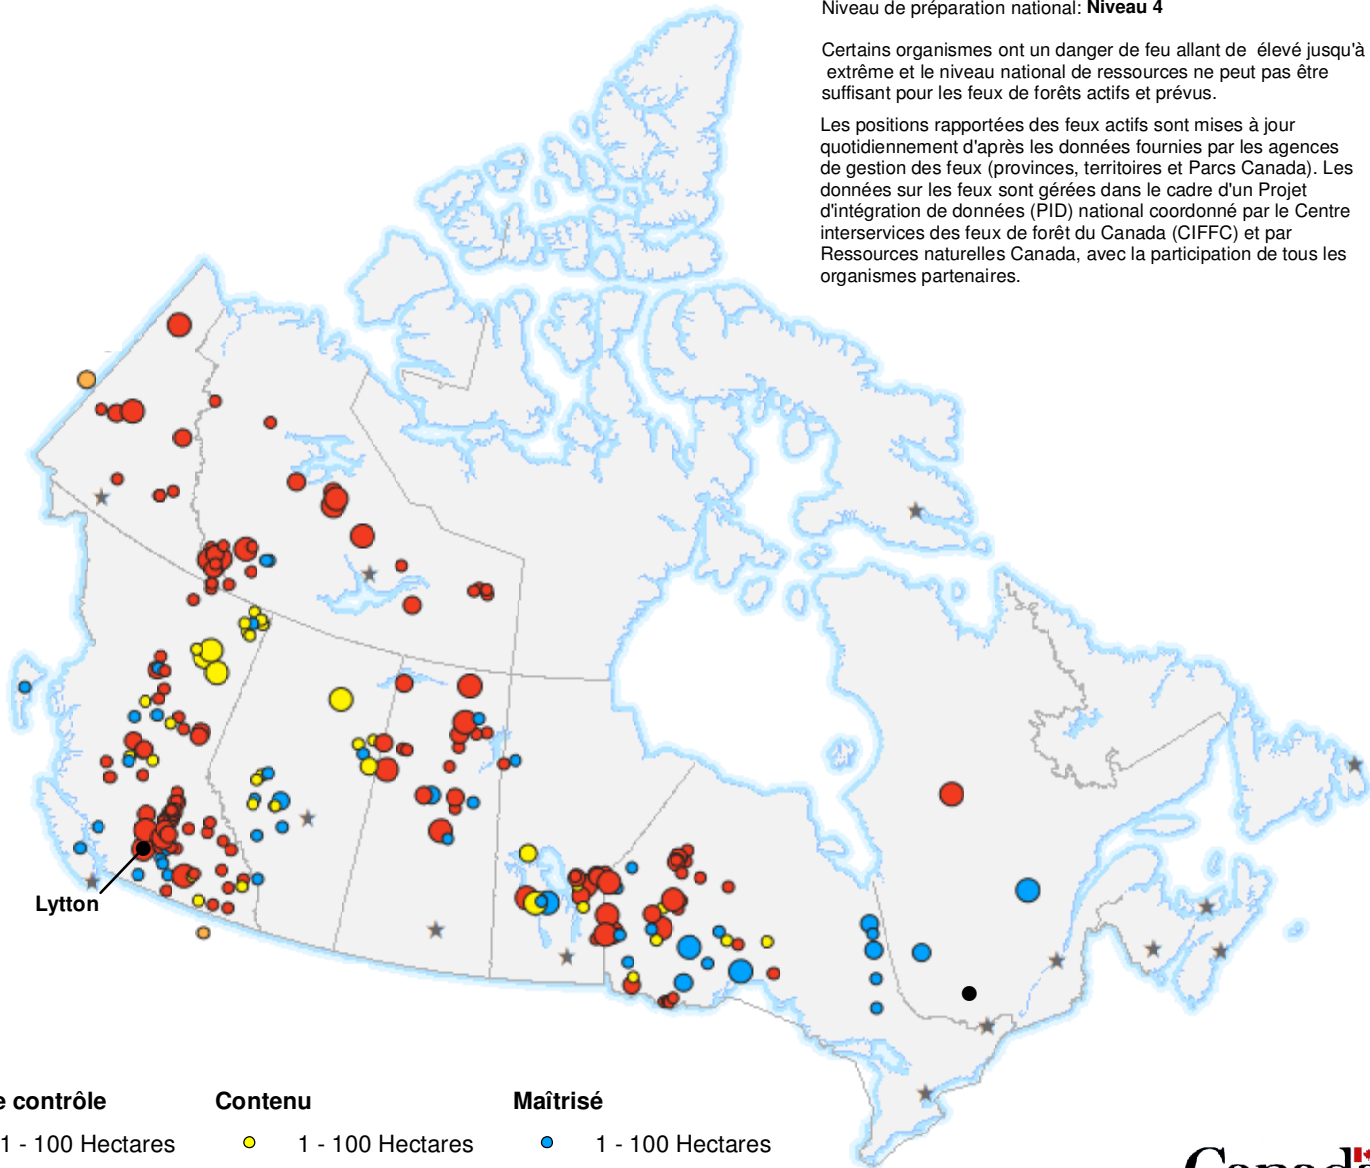 Niveau de préparation national: Niveau 4
Certains organismes ont un danger de feu allant de élevé jusqu'à
extrême et le niveau national de ressources ne peut pas être
suffisant pour les feux de forêts actifs et prévus.
Les positions rapportées des feux actifs sont mises à jour
quotidiennement d'après les données fournies par les agences
de gestion des feux (provinces, territoires et Parcs Canada). Les
données sur les feux sont gérées dans le cadre d'un Projet
d'intégration de données (PID) national coordonné par le Centre
interservices des feux de forêt du Canada (CIFFC) et par
Ressources naturelles Canada, avec la participation de tous les
organismes partenaires.
Lytton
e contrôle Contenu Maîtrisé
1 - 100 Hectares 1 - 100 Hectares 1 - 100 Hectares